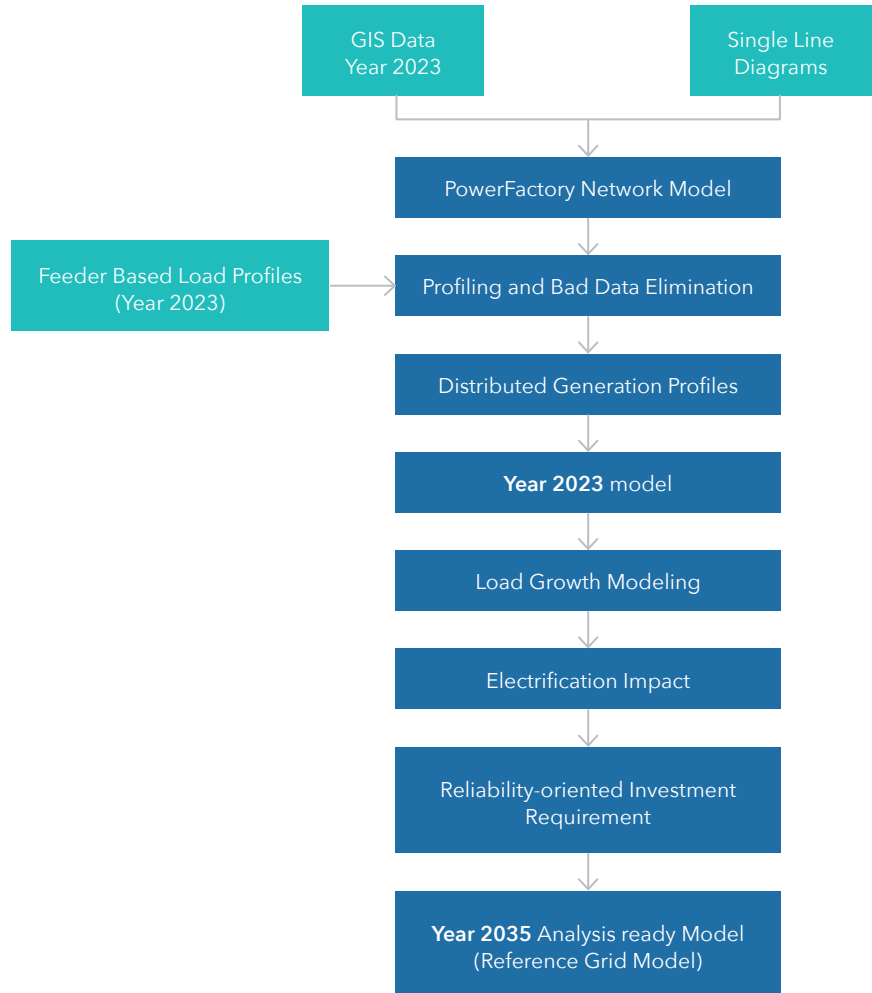 GIS Data
Year 2023
Single Line
Diagrams
PowerFactory Network Model
Feeder Based Load Profiles
(Year 2023)
Profiling and Bad Data Elimination
Distributed Generation Profiles
Year 2023 model
Load Growth Modeling
Electrification Impact
Reliability-oriented Investment
Requirement
Year 2035 Analysis ready Model
(Reference Grid Model)